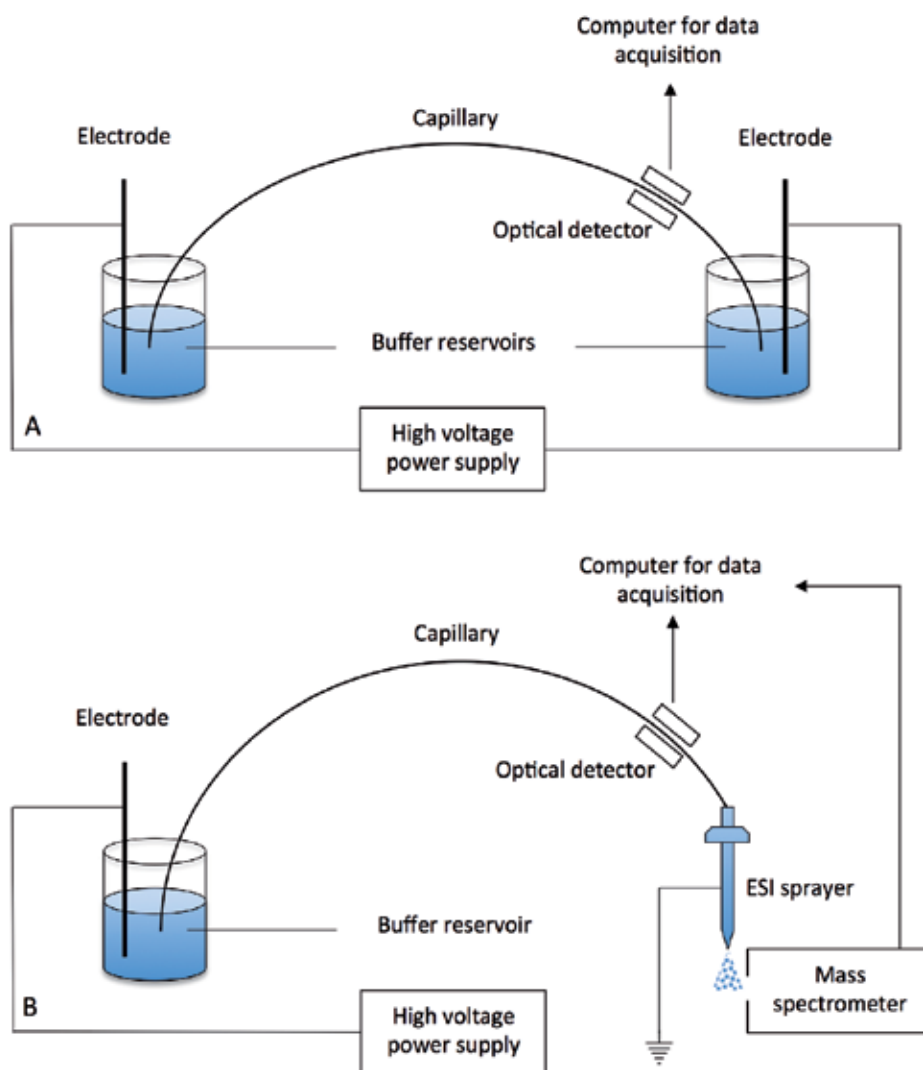 Computer for data
acquisition
Capillary
Electrode
Electrode
Optical detector
Buffer reservoirs
A
High voltage
power supply
Computer for data
acquisition
Capillary
Electrode
Optical detector
ESI sprayer
Buffer reservoir
Mass
spectrometer
B
High voltage
power supply